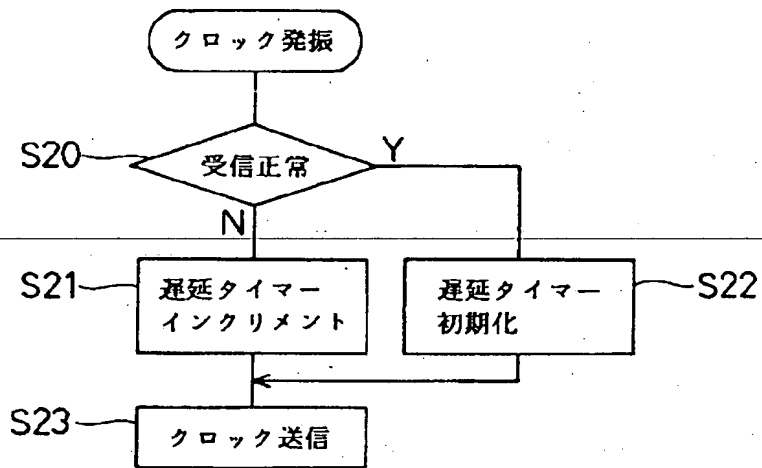 クロック発振
S20
受信正常
Y
N
S21
遅延タイマー
インクリメント
遅延タイマー
初期化
S22
S23
クロック送信